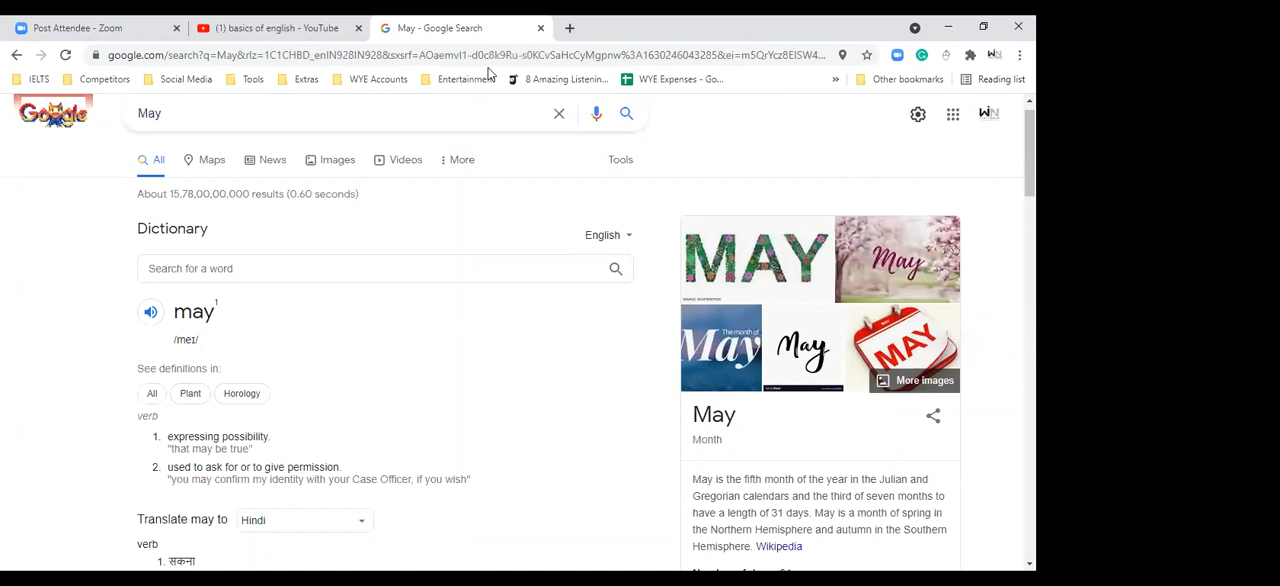 Post Attendee - Zoom
(1) basics of english - YouTube
May - Google Search
google.com/search?q=May&rlz=1C1CHBD_enIN928IN928&sxsrf=AOaemvI1-d0c8k9Ru-s0KCvSaHcCyMgpnw%3A1630246043285&ei=m5QrYcz8EISW4...
IELTS
Competitors
Social Media
Tools
Extras
WYE Accounts
Entertainment
8 Amazing Listenin...
WYE Expenses - Go...
»
Other bookmarks
Reading list
Google
May
WIN
All
Maps
News
Images
Videos
More
Tools
About 15,78,00,00,000 results (0.60 seconds)
Dictionary
English
Search for a word
may¹
/meɪ/
See definitions in:
All
Plant
Horology
verb
1. expressing possibility.
"that may be true"
2. used to ask for or to give permission.
"you may confirm my identity with your Case Officer, if you wish"
Translate may to
Hindi
verb
1. सकना
MAY
May
The month of
May
May
MAY
More images
May
Month
May is the fifth month of the year in the Julian and
Gregorian calendars and the third of seven months to
have a length of 31 days. May is a month of spring in
the Northern Hemisphere and autumn in the Southern
Hemisphere. Wikipedia